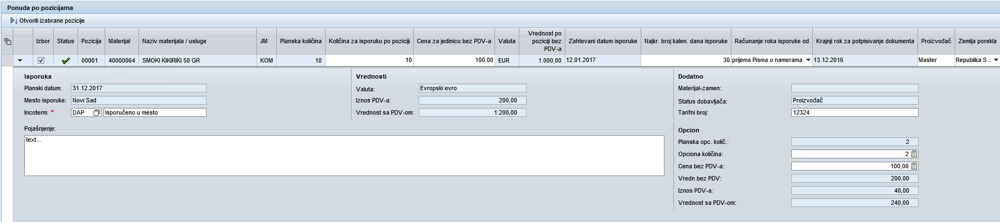 Ponuda po pozicijama
Otvoriti izabrane pozicije
Izbor Status Pozicija Materijal Naziv materijala / usluge JM Planska količina Količina za isporuku po poziciji Cena za jedinicu bez PDV-a Valuta Vrednost po poziciji bez PDV-a Zahtevani datum isporuke Najkr. broj kalen. dana isporuke Računanje roka isporuke od Krajnji rok za potpisivanje dokumenta Proizvođač Zemlja porekla
00001 40000064 SMOKI KIKIRIKI 50 GR KOM 10 10 100,00 EUR 1.000,00 12.01.2017 30 prijema Pisma o namerama 13.12.2016 Master Republika S...
Isporuka
Planski datum: 31.12.2017
Mesto isporuke: Novi Sad
Incoterm: * DAP Isporučeno u mesto
Pojašnjenje:
text...
Vrednosti
Valuta: Evropski evro
Iznos PDV-a: 200,00
Vrednost sa PDV-om: 1.200,00
Dodatno
Materijal-zamen:
Status dobavljača: Proizvođač
Tarifni broj: 12324
Opcion
Planska opc. količ.: 2
Opciona količina: 2
Cena bez PDV-a: 100,00
Vredn bez PDV: 200,00
Iznos PDV-a: 40,00
Vrednost sa PDV-om: 240,00